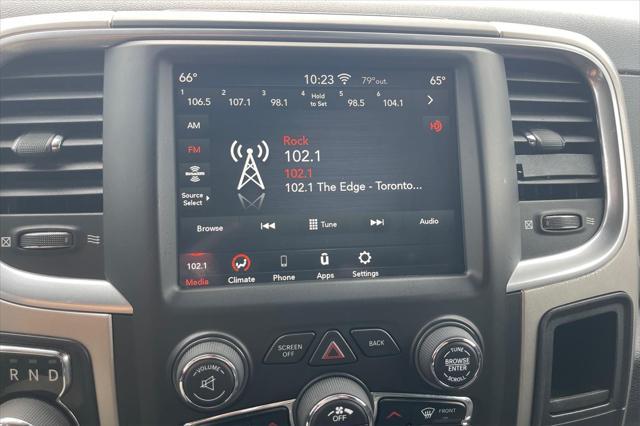 66° 10:23 79°out. 65°
1 106.5 2 107.1 3 98.1 4 Hold to Set 5 98.5 6 104.1
AM
FM
SiriusXM
Source Select
Rock
102.1
102.1
102.1 The Edge - Toronto...
Browse Tune Audio
102.1
Media Climate Phone Apps Settings
SCREEN OFF BACK
VOLUME
TUNE
BROWSE ENTER
SCROLL
R N D
OFF
FRONT